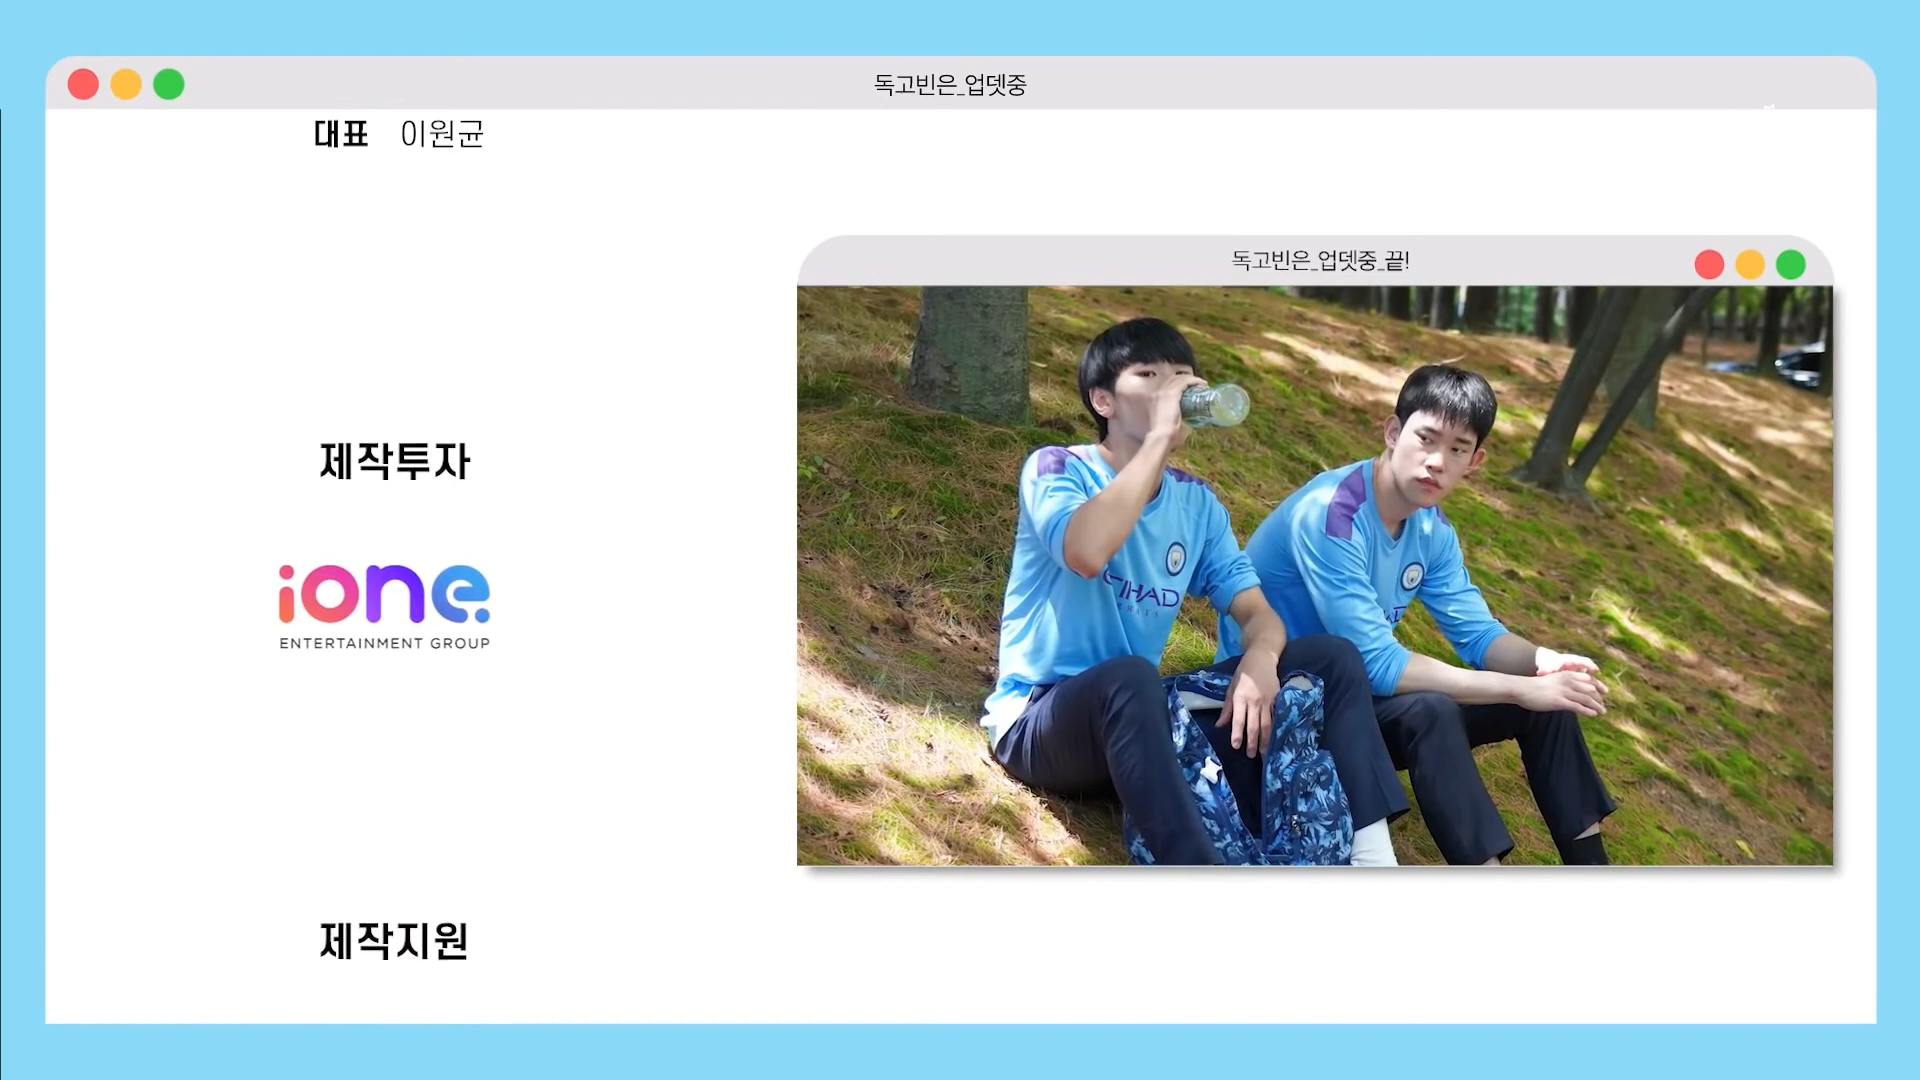 독고빈은_업뎃중
대표 이원균
독고빈은_업뎃중_끝!
제작투자
ione.
ENTERTAINMENT GROUP
제작지원